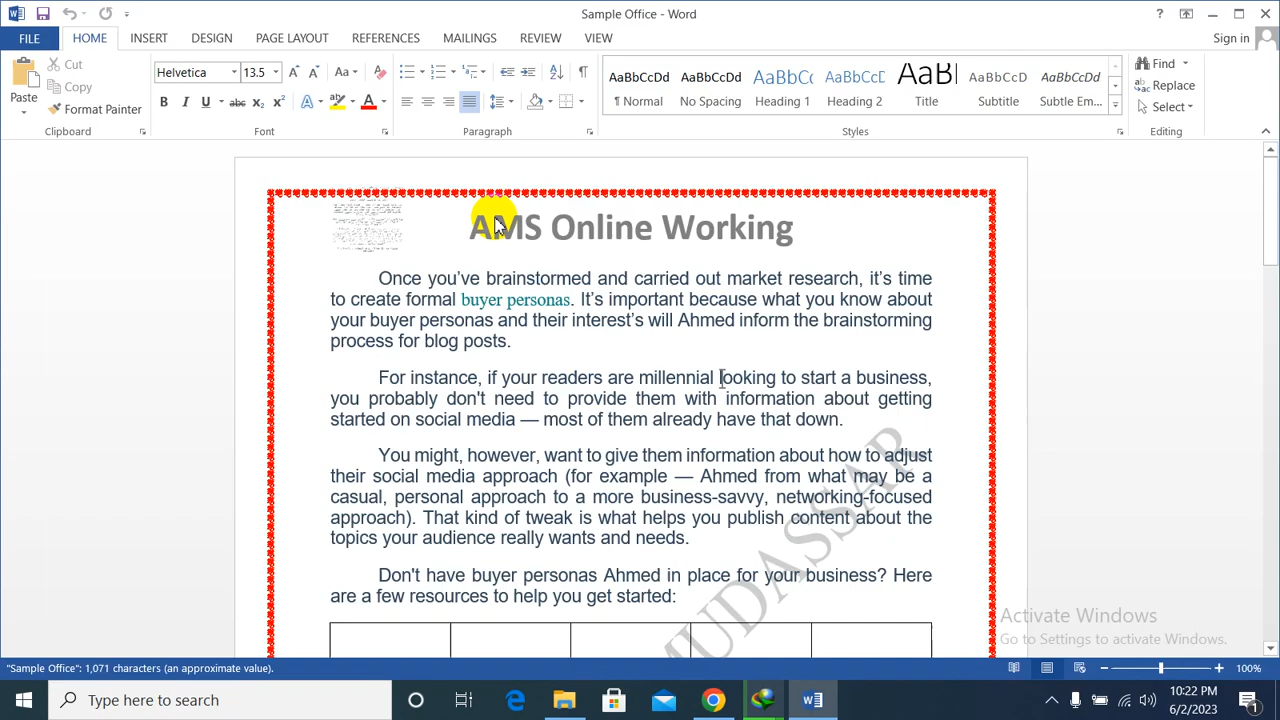 Sample Office - Word
Sign in
FILE HOME INSERT DESIGN PAGE LAYOUT REFERENCES MAILINGS REVIEW VIEW
Paste
Cut
Copy
Format Painter
Clipboard
Helvetica 13.5
Font
Paragraph
AaBbCcDd AaBbCcDd AaBbCc AaBbCcC AaBl AaBbCcD AaBbCcDd
¶ Normal ¶ No Spacing Heading 1 Heading 2 Title Subtitle Subtle Em...
Styles
Find
Replace
Select
Editing
AMS Online Working
Once you’ve brainstormed and carried out market research, it’s time
to create formal buyer personas. It’s important because what you know about
your buyer personas and their interest’s will Ahmed inform the brainstorming
process for blog posts.
For instance, if your readers are millennial looking to start a business,
you probably don't need to provide them with information about getting
started on social media — most of them already have that down.
You might, however, want to give them information about how to adjust
their social media approach (for example — Ahmed from what may be a
casual, personal approach to a more business-savvy, networking-focused
approach). That kind of tweak is what helps you publish content about the
topics your audience really wants and needs.
Don't have buyer personas Ahmed in place for your business? Here
are a few resources to help you get started:
MUDASSAR
Activate Windows
Go to Settings to activate Windows.
"Sample Office": 1,071 characters (an approximate value).
100%
Type here to search
10:22 PM
6/2/2023